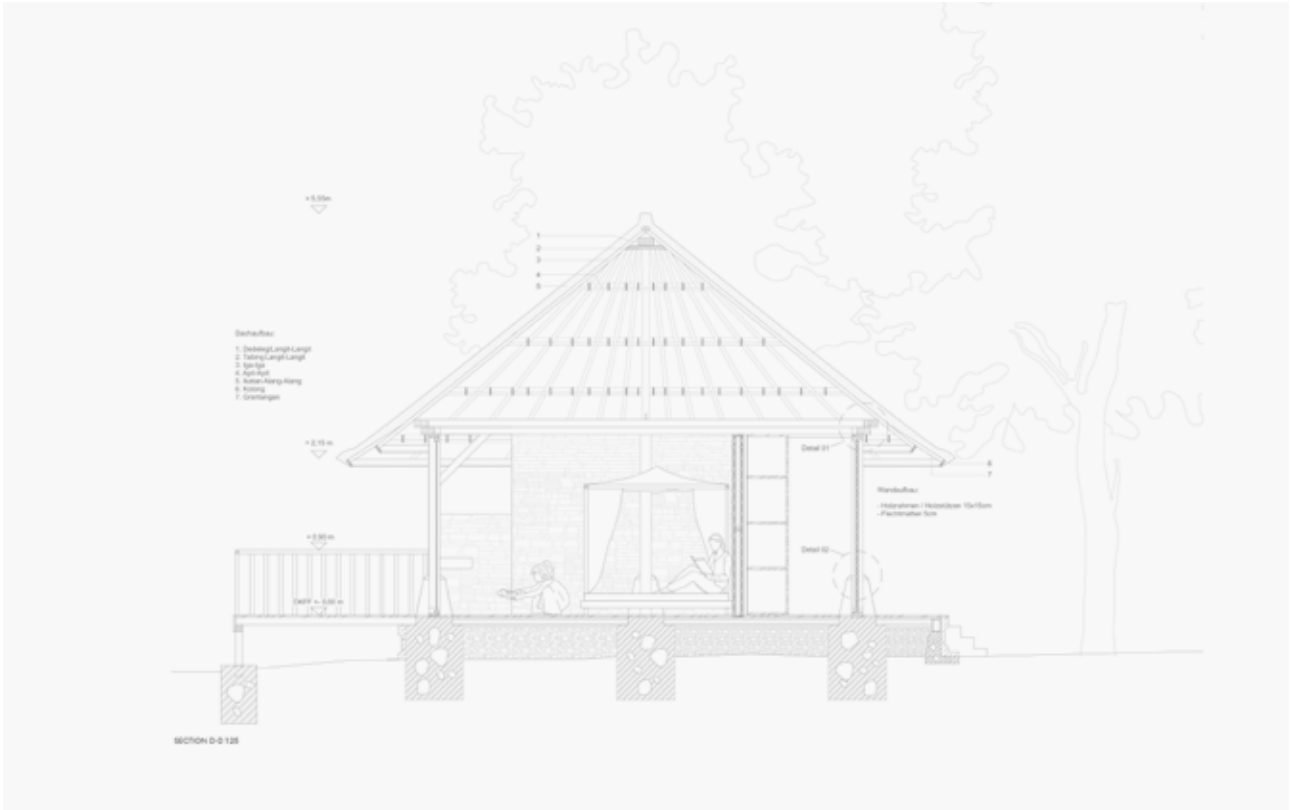 + 5,55m
1
2
3
4
5
Dachaufbau:
1. Dedeleg/Langit-Langit
2. Tabing Langit-Langit
3. Iga-Iga
4. Apit-Apit
5. Ikatan Alang-Alang
6. Kolong
7. Grantangan
+ 2,15 m
Detail 01
6
7
Wandaufbau:
- Holzrahmen / Holzstützen 10x15cm
- Flechtmatten 5cm
+ 0,90 m
Detail 02
OKFF +- 0,00 m
SECTION D-D 1:25